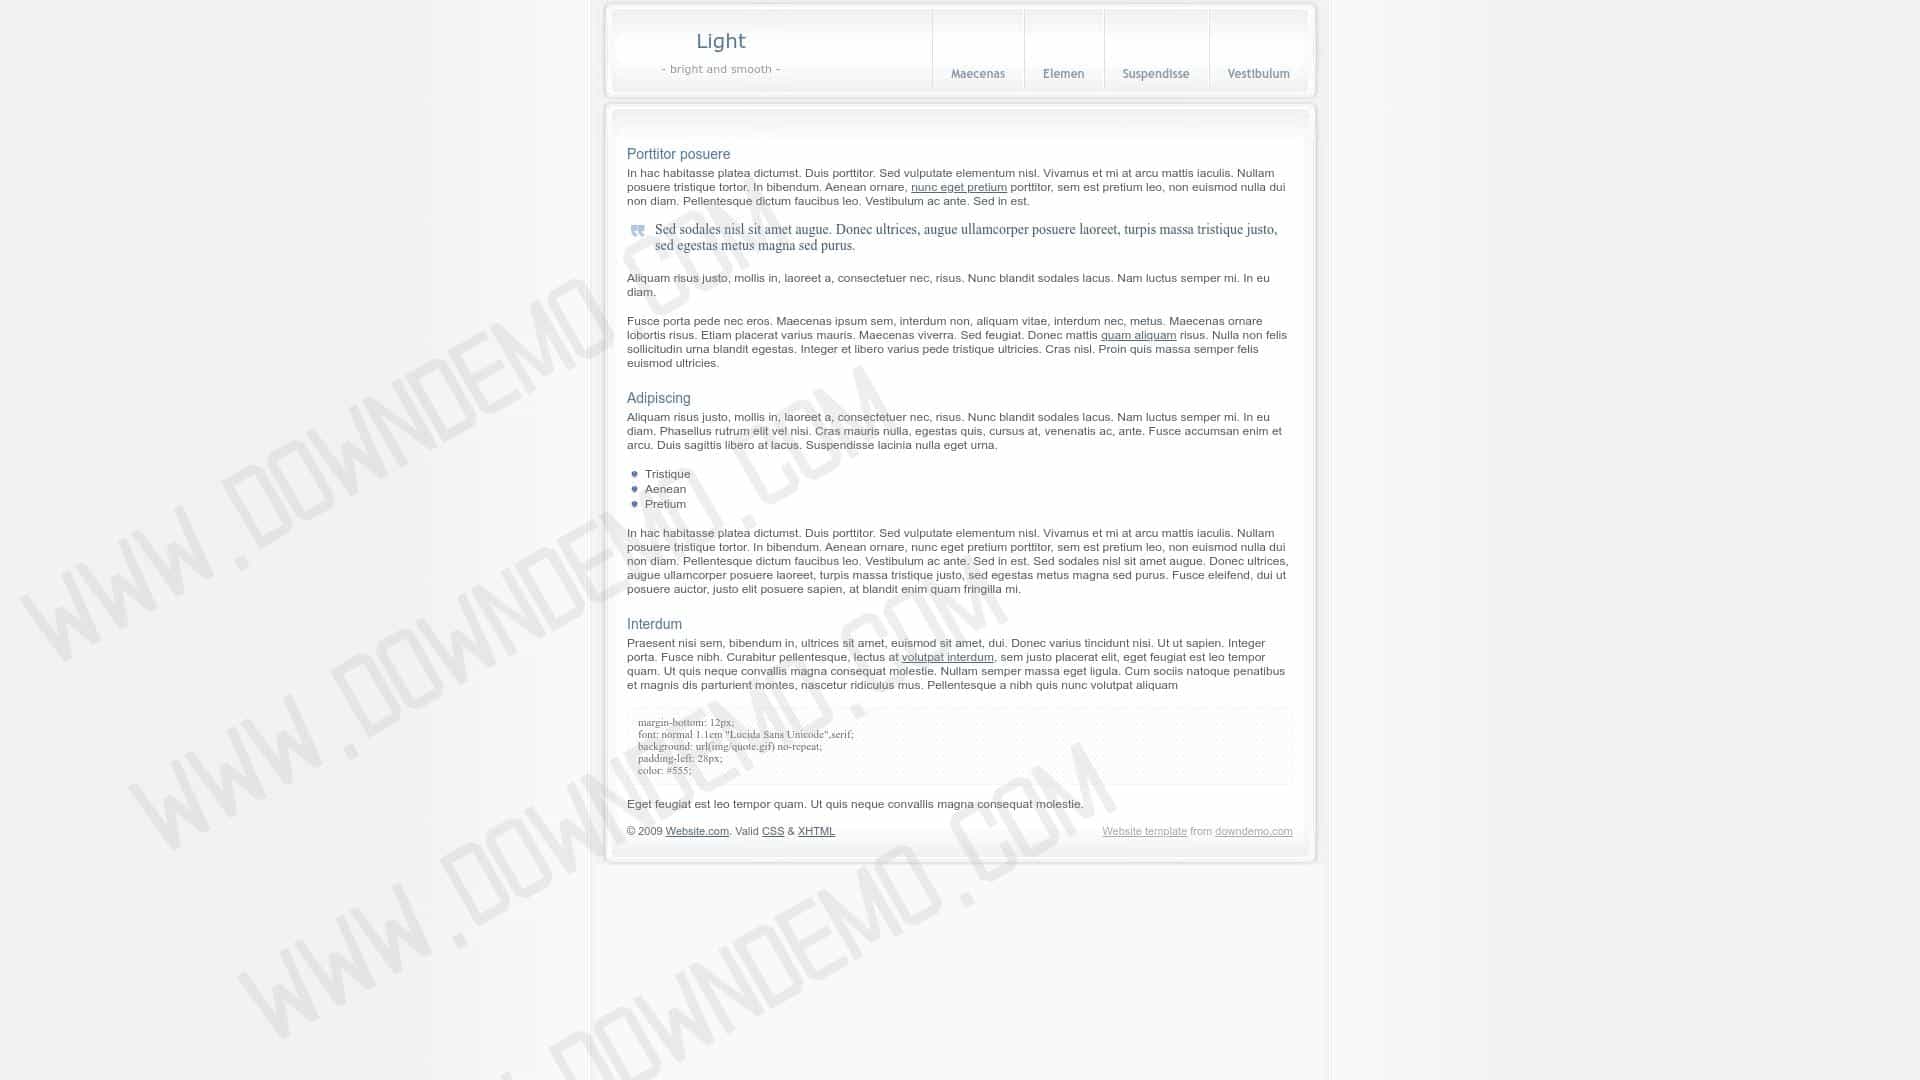 Light
- bright and smooth -
Maecenas
Elemen
Suspendisse
Vestibulum
Porttitor posuere
In hac habitasse platea dictumst. Duis porttitor. Sed vulputate elementum nisl. Vivamus et mi at arcu mattis iaculis. Nullam
posuere tristique tortor. In bibendum. Aenean ornare, nunc eget pretium porttitor, sem est pretium leo, non euismod nulla dui
non diam. Pellentesque dictum faucibus leo. Vestibulum ac ante. Sed in est.
Sed sodales nisl sit amet augue. Donec ultrices, augue ullamcorper posuere laoreet, turpis massa tristique justo,
sed egestas metus magna sed purus.
Aliquam risus justo, mollis in, laoreet a, consectetuer nec, risus. Nunc blandit sodales lacus. Nam luctus semper mi. In eu
diam.
Fusce porta pede nec eros. Maecenas ipsum sem, interdum non, aliquam vitae, interdum nec, metus. Maecenas ornare
lobortis risus. Etiam placerat varius mauris. Maecenas viverra. Sed feugiat. Donec mattis quam aliquam risus. Nulla non felis
sollicitudin urna blandit egestas. Integer et libero varius pede tristique ultricies. Cras nisl. Proin quis massa semper felis
euismod ultricies.
Adipiscing
Aliquam risus justo, mollis in, laoreet a, consectetuer nec, risus. Nunc blandit sodales lacus. Nam luctus semper mi. In eu
diam. Phasellus rutrum elit vel nisi. Cras mauris nulla, egestas quis, cursus at, venenatis ac, ante. Fusce accumsan enim et
arcu. Duis sagittis libero at lacus. Suspendisse lacinia nulla eget urna.
Tristique
Aenean
Pretium
In hac habitasse platea dictumst. Duis porttitor. Sed vulputate elementum nisl. Vivamus et mi at arcu mattis iaculis. Nullam
posuere tristique tortor. In bibendum. Aenean ornare, nunc eget pretium porttitor, sem est pretium leo, non euismod nulla dui
non diam. Pellentesque dictum faucibus leo. Vestibulum ac ante. Sed in est. Sed sodales nisl sit amet augue. Donec ultrices,
augue ullamcorper posuere laoreet, turpis massa tristique justo, sed egestas metus magna sed purus. Fusce eleifend, dui ut
posuere auctor, justo elit posuere sapien, at blandit enim quam fringilla mi.
Interdum
Praesent nisi sem, bibendum in, ultrices sit amet, euismod sit amet, dui. Donec varius tincidunt nisi. Ut ut sapien. Integer
porta. Fusce nibh. Curabitur pellentesque, lectus at volutpat interdum, sem justo placerat elit, eget feugiat est leo tempor
quam. Ut quis neque convallis magna consequat molestie. Nullam semper massa eget ligula. Cum sociis natoque penatibus
et magnis dis parturient montes, nascetur ridiculus mus. Pellentesque a nibh quis nunc volutpat aliquam
margin-bottom: 12px;
font: normal 1.1em "Lucida Sans Unicode",serif;
background: url(img/quote.gif) no-repeat;
padding-left: 28px;
color: #555;
Eget feugiat est leo tempor quam. Ut quis neque convallis magna consequat molestie.
© 2009 Website.com. Valid CSS & XHTML
Website template from downdemo.com
WWW.DOWNDEMO.COM
WWW.DOWNDEMO.COM
WWW.DOWNDEMO.COM
DOWNDEMO.COM